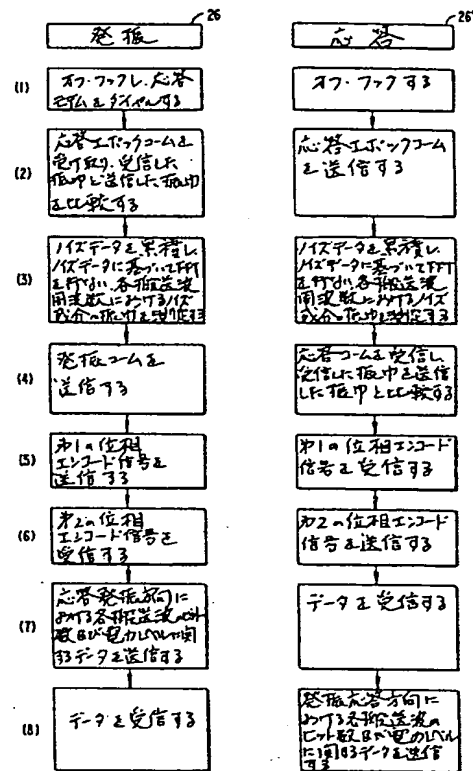 26
発振
26'
応答
(1)
オフ・フックし、応答
モデムをダイヤルする
オフ・フックする
(2)
応答エポックコームを
受け取り、受信した
振巾と送信した振巾
を比較する
応答エポックコーム
を送信する
(3)
ノイズデータを累積し、
ノイズデータに基づいてFFT
を行ない、各搬送波
周波数におけるノイズ
成分の振巾を測定する
ノイズデータを累積し、
ノイズデータに基づいてFFT
を行ない、各搬送波
周波数におけるノイズ
成分の振巾を測定する
(4)
発振コームを
送信する
応答コームを受信し、
受信した振巾を送信
した振巾と比較する
(5)
第1の位相
エンコード信号を
送信する
第1の位相エンコード
信号を受信する
(6)
第2の位相
エンコード信号を
受信する
第2の位相エンコード
信号を送信する
(7)
応答発振方向に
おける各搬送波のビット
数及び電力レベルに関
するデータを送信する
データを受信する
(8)
データを受信する
発振応答方向に
おける各搬送波の
ビット数及び電力レベル
に関するデータを送信
する